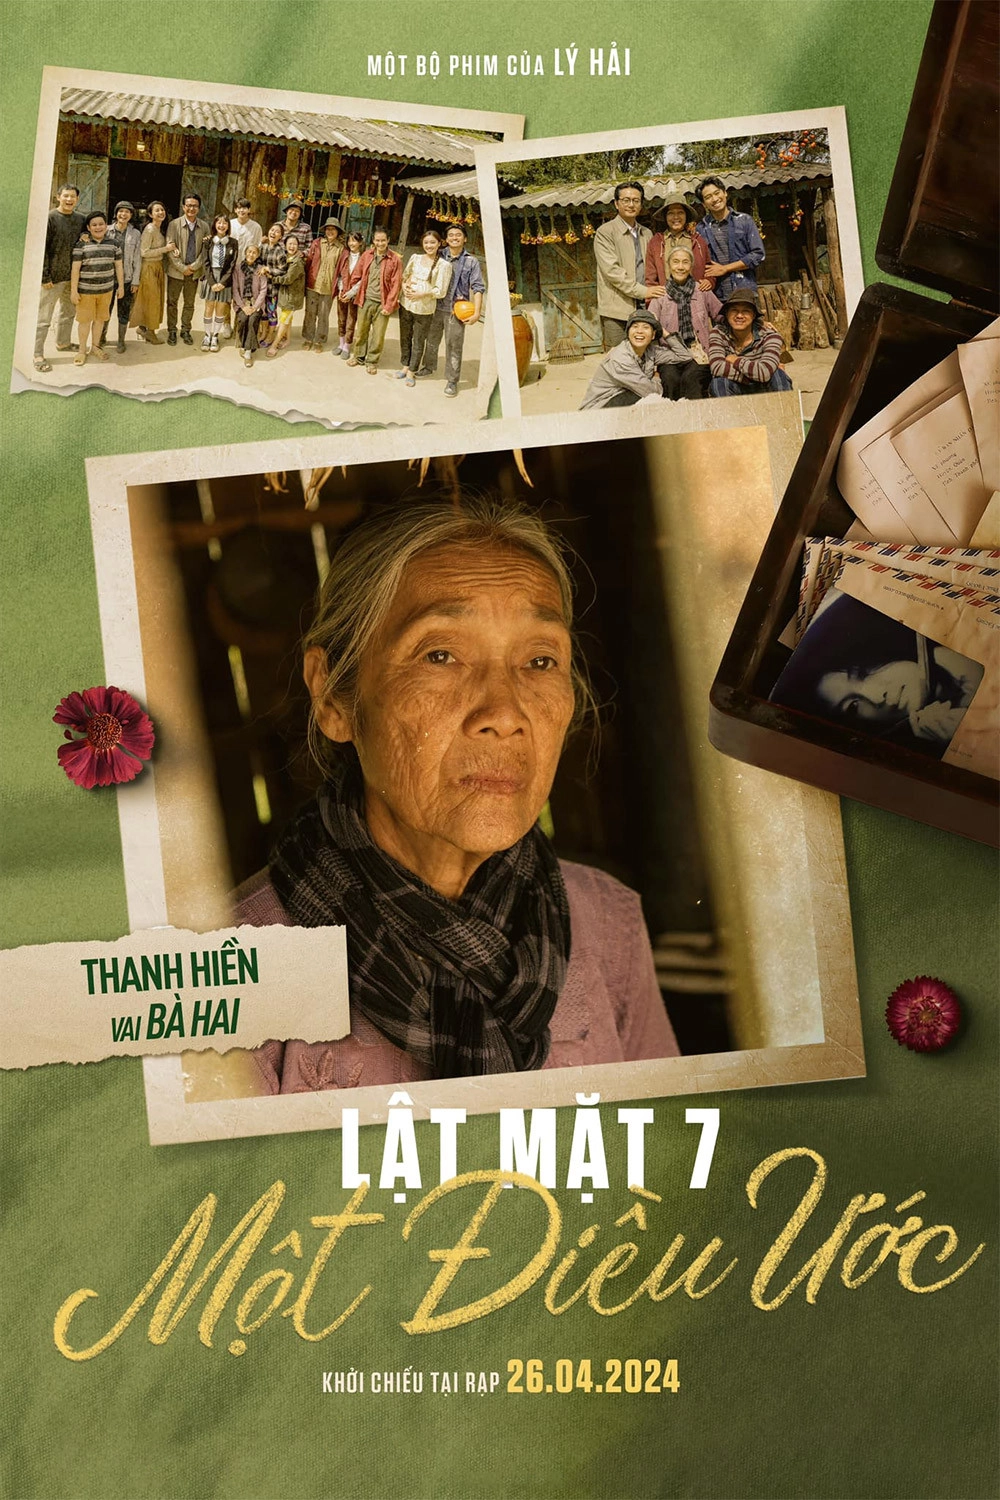 MỘT BỘ PHIM CỦA LÝ HẢI
THANH HIỀN
VAI BÀ HAI
LẬT MẶT 7
Một Điều Ước
KHỞI CHIẾU TẠI RẠP 26.04.2024